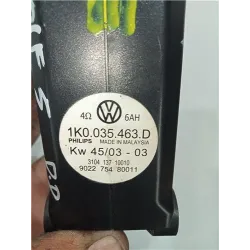 4Ω 6AH
1K0.035.463.D
PHILIPS MADE IN MALAYSIA
Kw 45/03 - 03
3104 137 10010
9022 754 80011